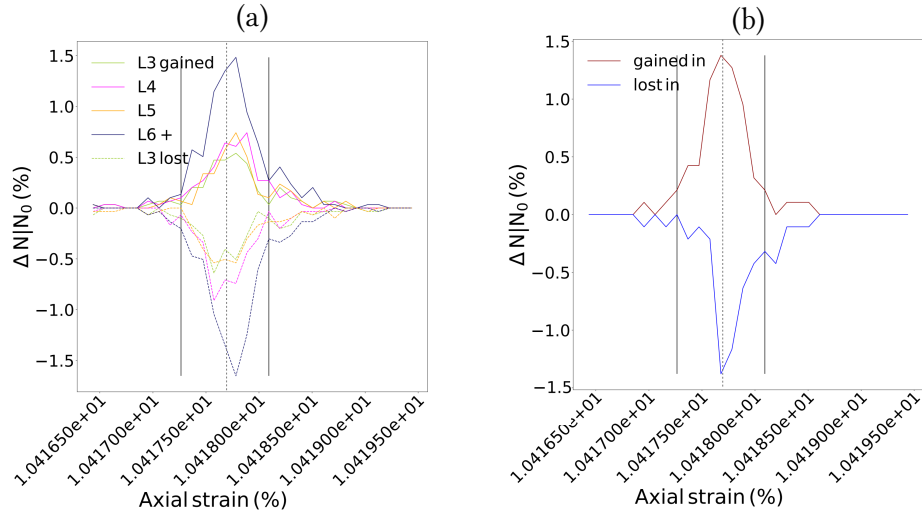 (a)
1.5
1.0
0.5
0.0
−0.5
−1.0
−1.5
Δ N|N0 (%)
L3 gained
L4
L5
L6 +
L3 lost
1.041650e+01
1.041700e+01
1.041750e+01
1.041800e+01
1.041850e+01
1.041900e+01
1.041950e+01
Axial strain (%)
(b)
1.5
1.0
0.5
0.0
−0.5
−1.0
−1.5
Δ N|N0 (%)
gained in
lost in
1.041650e+01
1.041700e+01
1.041750e+01
1.041800e+01
1.041850e+01
1.041900e+01
1.041950e+01
Axial strain (%)